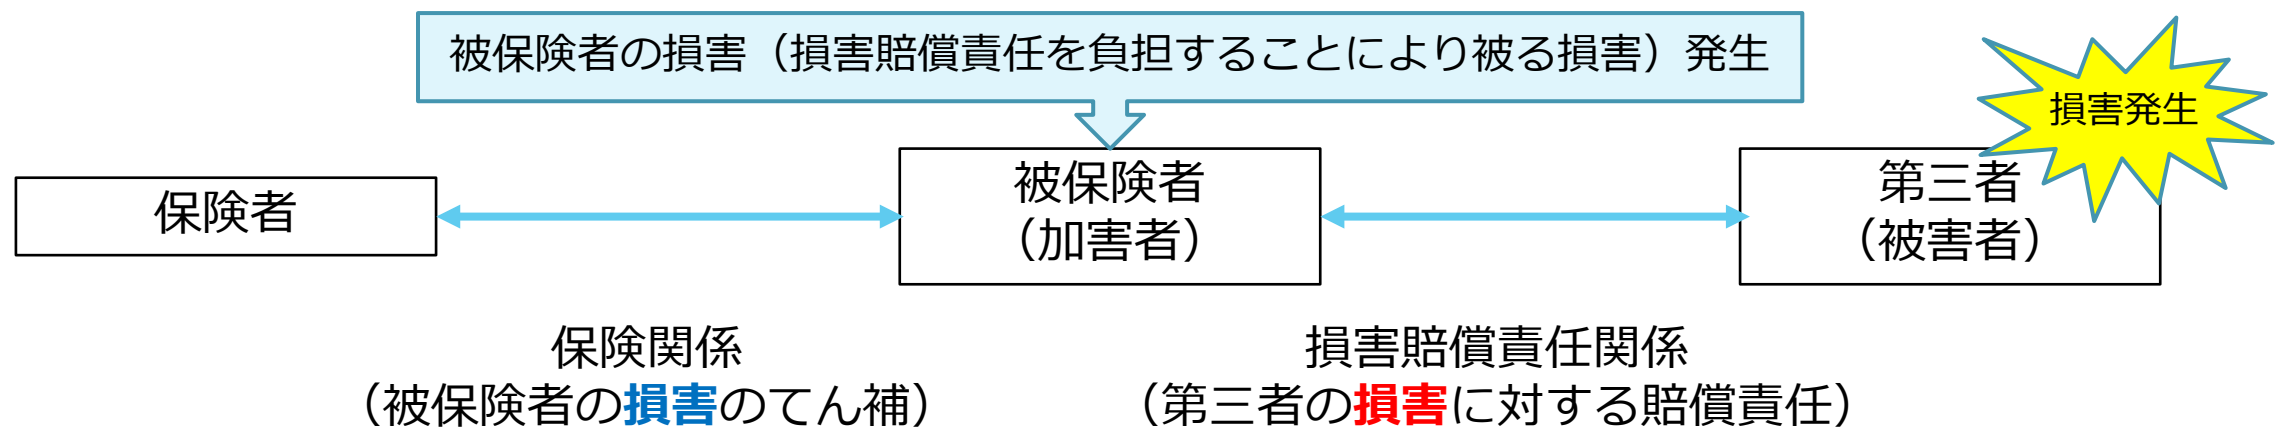 被保険者の損害（損害賠償責任を負担することにより被る損害）発生
損害発生
保険者
被保険者
（加害者）
第三者
（被害者）
保険関係
（被保険者の損害のてん補）
損害賠償責任関係
（第三者の損害に対する賠償責任）